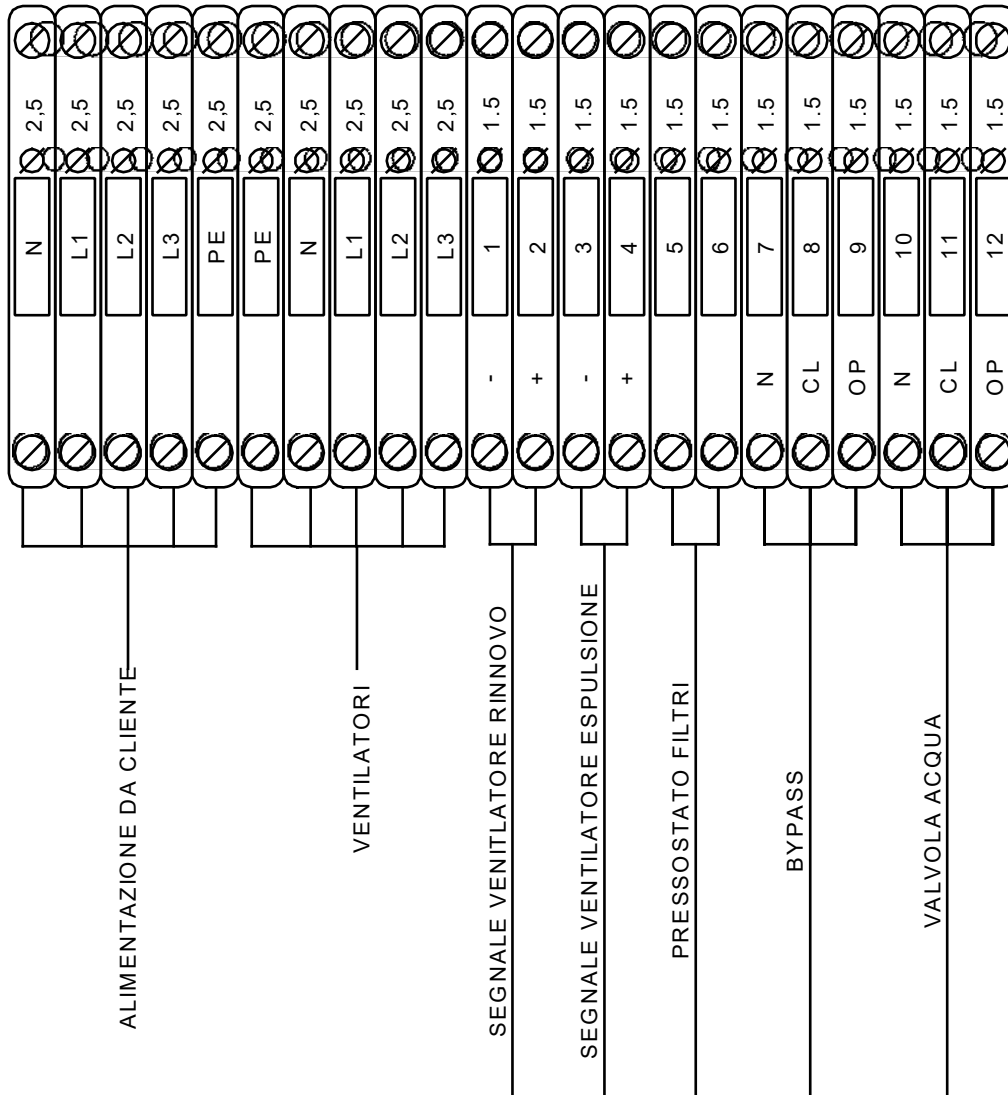 2,5 2,5 2,5 2,5 2,5 2,5 2,5 2,5 2,5 2,5 1.5 1.5 1.5 1.5 1.5 1.5 1.5 1.5 1.5 1.5 1.5 1.5
N L1 L2 L3 PE PE N L1 L2 L3 1 2 3 4 5 6 7 8 9 10 11 12
- + - + N CL OP N CL OP
ALIMENTAZIONE DA CLIENTE
VENTILATORI
SEGNALE VENITLATORE RINNOVO
SEGNALE VENTILATORE ESPULSIONE
PRESSOSTATO FILTRI
BYPASS
VALVOLA ACQUA